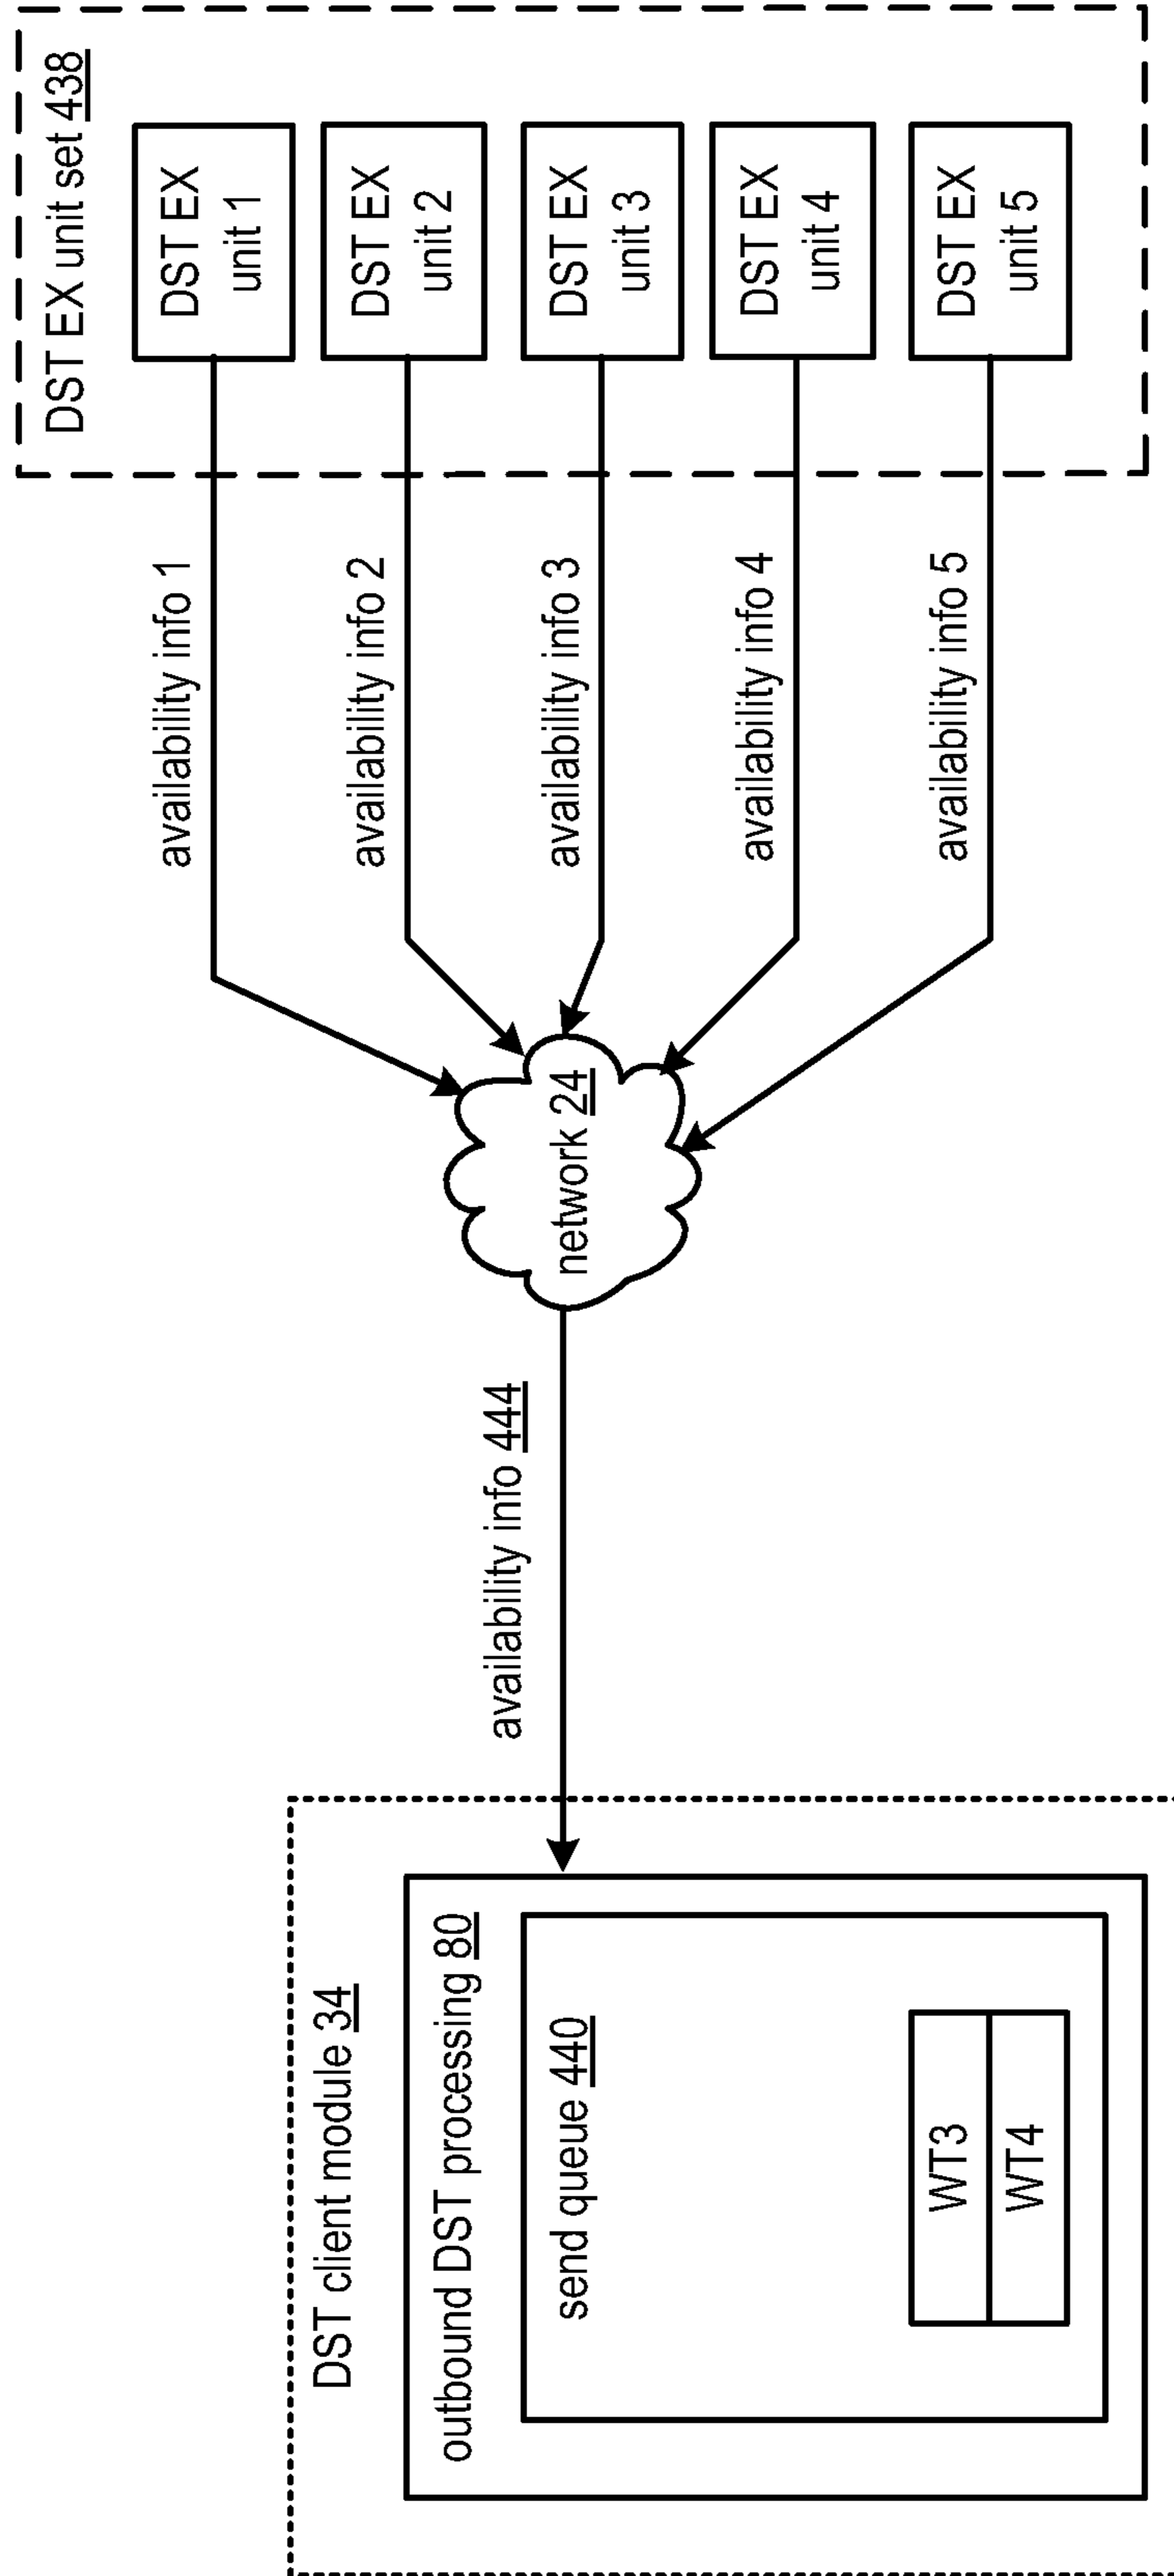 DST client module 34
outbound DST processing 80
send queue 440
WT3
WT4
availability info 444
network 24
availability info 1
availability info 2
availability info 3
availability info 4
availability info 5
DST EX unit set 438
DST EX
unit 1
DST EX
unit 2
DST EX
unit 3
DST EX
unit 4
DST EX
unit 5